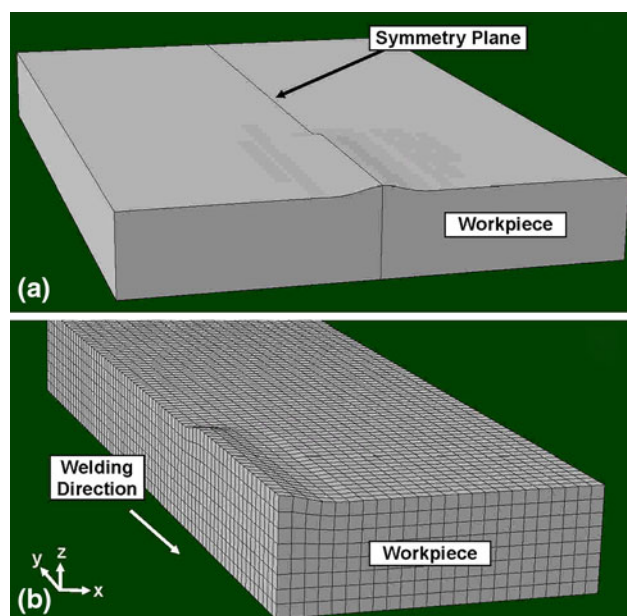 Symmetry Plane
Workpiece
(a)
Welding
Direction
Workpiece
y z x
(b)